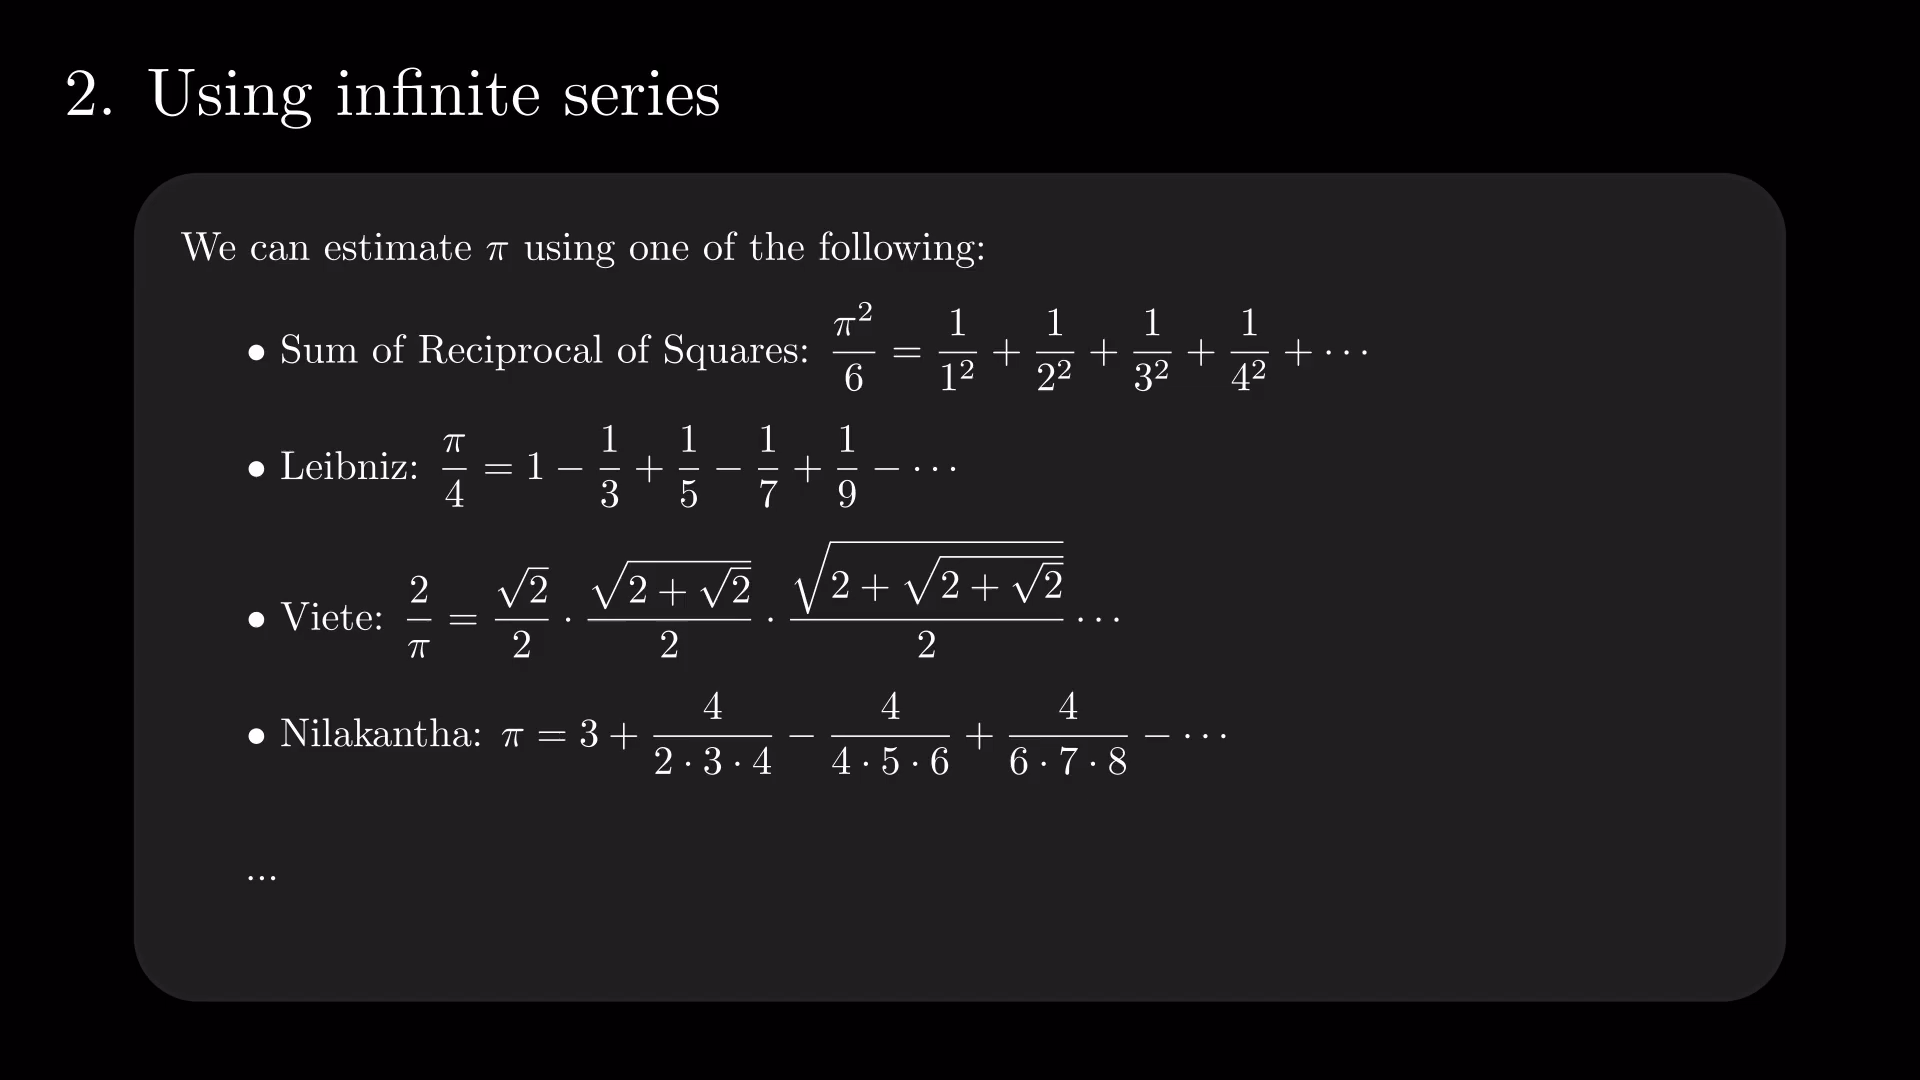 2. Using infinite series
We can estimate π using one of the following:
• Sum of Reciprocal of Squares: π²/6 = 1/1² + 1/2² + 1/3² + 1/4² + ⋯
• Leibniz: π/4 = 1 − 1/3 + 1/5 − 1/7 + 1/9 − ⋯
• Viete: 2/π = √2/2 · √(2 + √2)/2 · √(2 + √(2 + √2))/2 ⋯
• Nilakantha: π = 3 + 4/(2 · 3 · 4) − 4/(4 · 5 · 6) + 4/(6 · 7 · 8) − ⋯
...